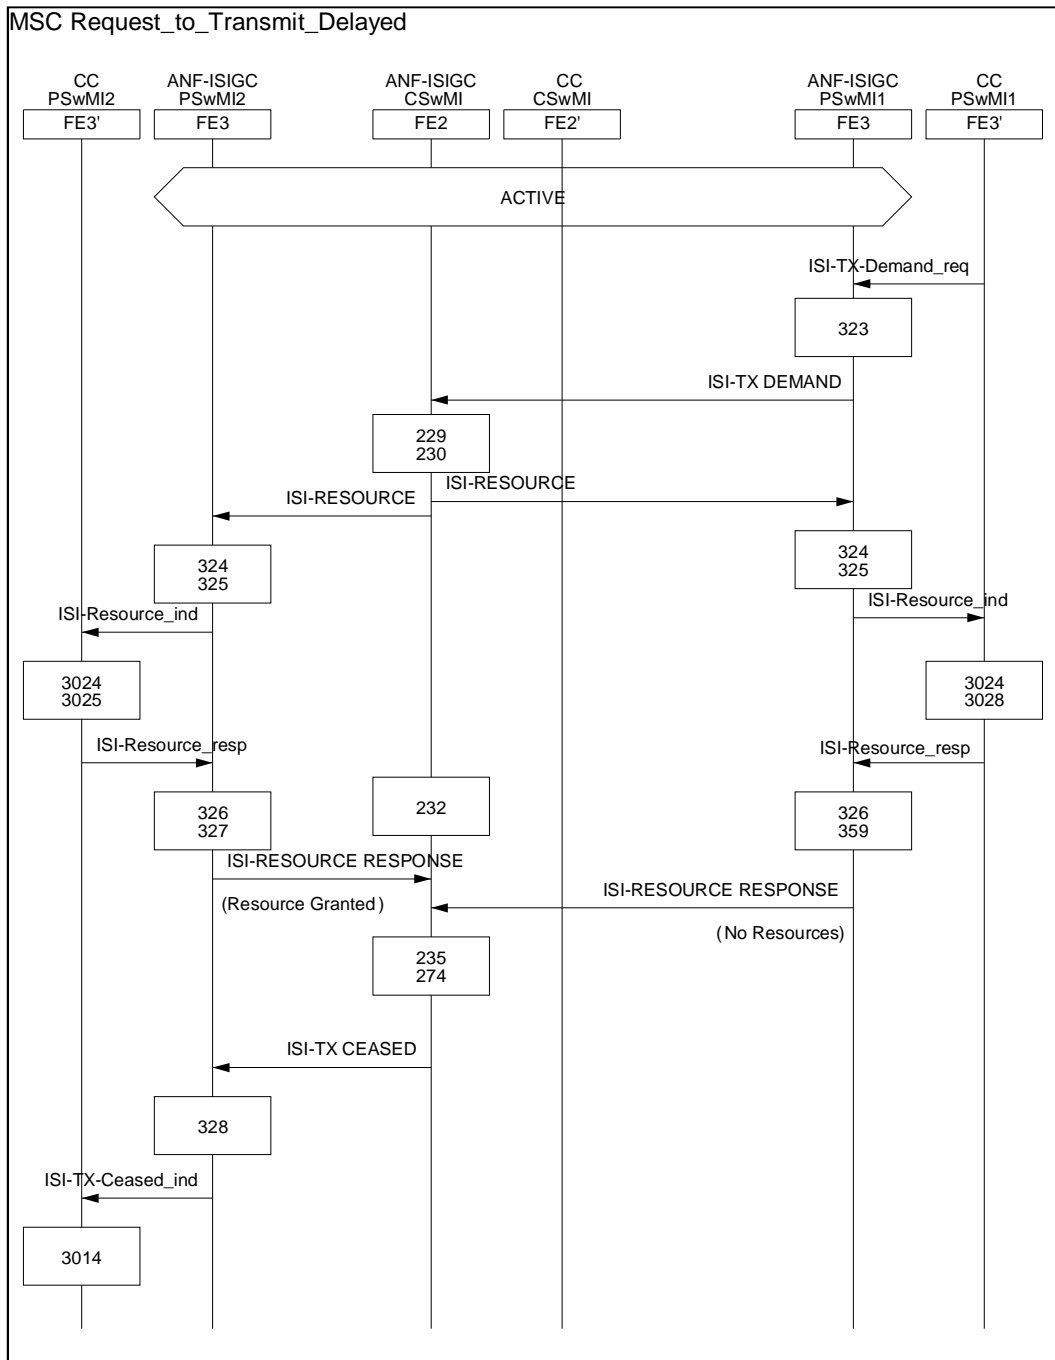 MSC Request_to_Transmit_Delayed
CC
PSwMI2
FE3'
ANF-ISIGC
PSwMI2
FE3
ANF-ISIGC
CSwMI
FE2
CC
CSwMI
FE2'
ANF-ISIGC
PSwMI1
FE3
CC
PSwMI1
FE3'
ACTIVE
ISI-TX-Demand_req
323
ISI-TX DEMAND
229
230
ISI-RESOURCE
ISI-RESOURCE
324
325
324
325
ISI-Resource_ind
ISI-Resource_ind
3024
3025
3024
3028
ISI-Resource_resp
ISI-Resource_resp
326
327
232
326
359
ISI-RESOURCE RESPONSE
(Resource Granted)
ISI-RESOURCE RESPONSE
(No Resources)
235
274
ISI-TX CEASED
328
ISI-TX-Ceased_ind
3014